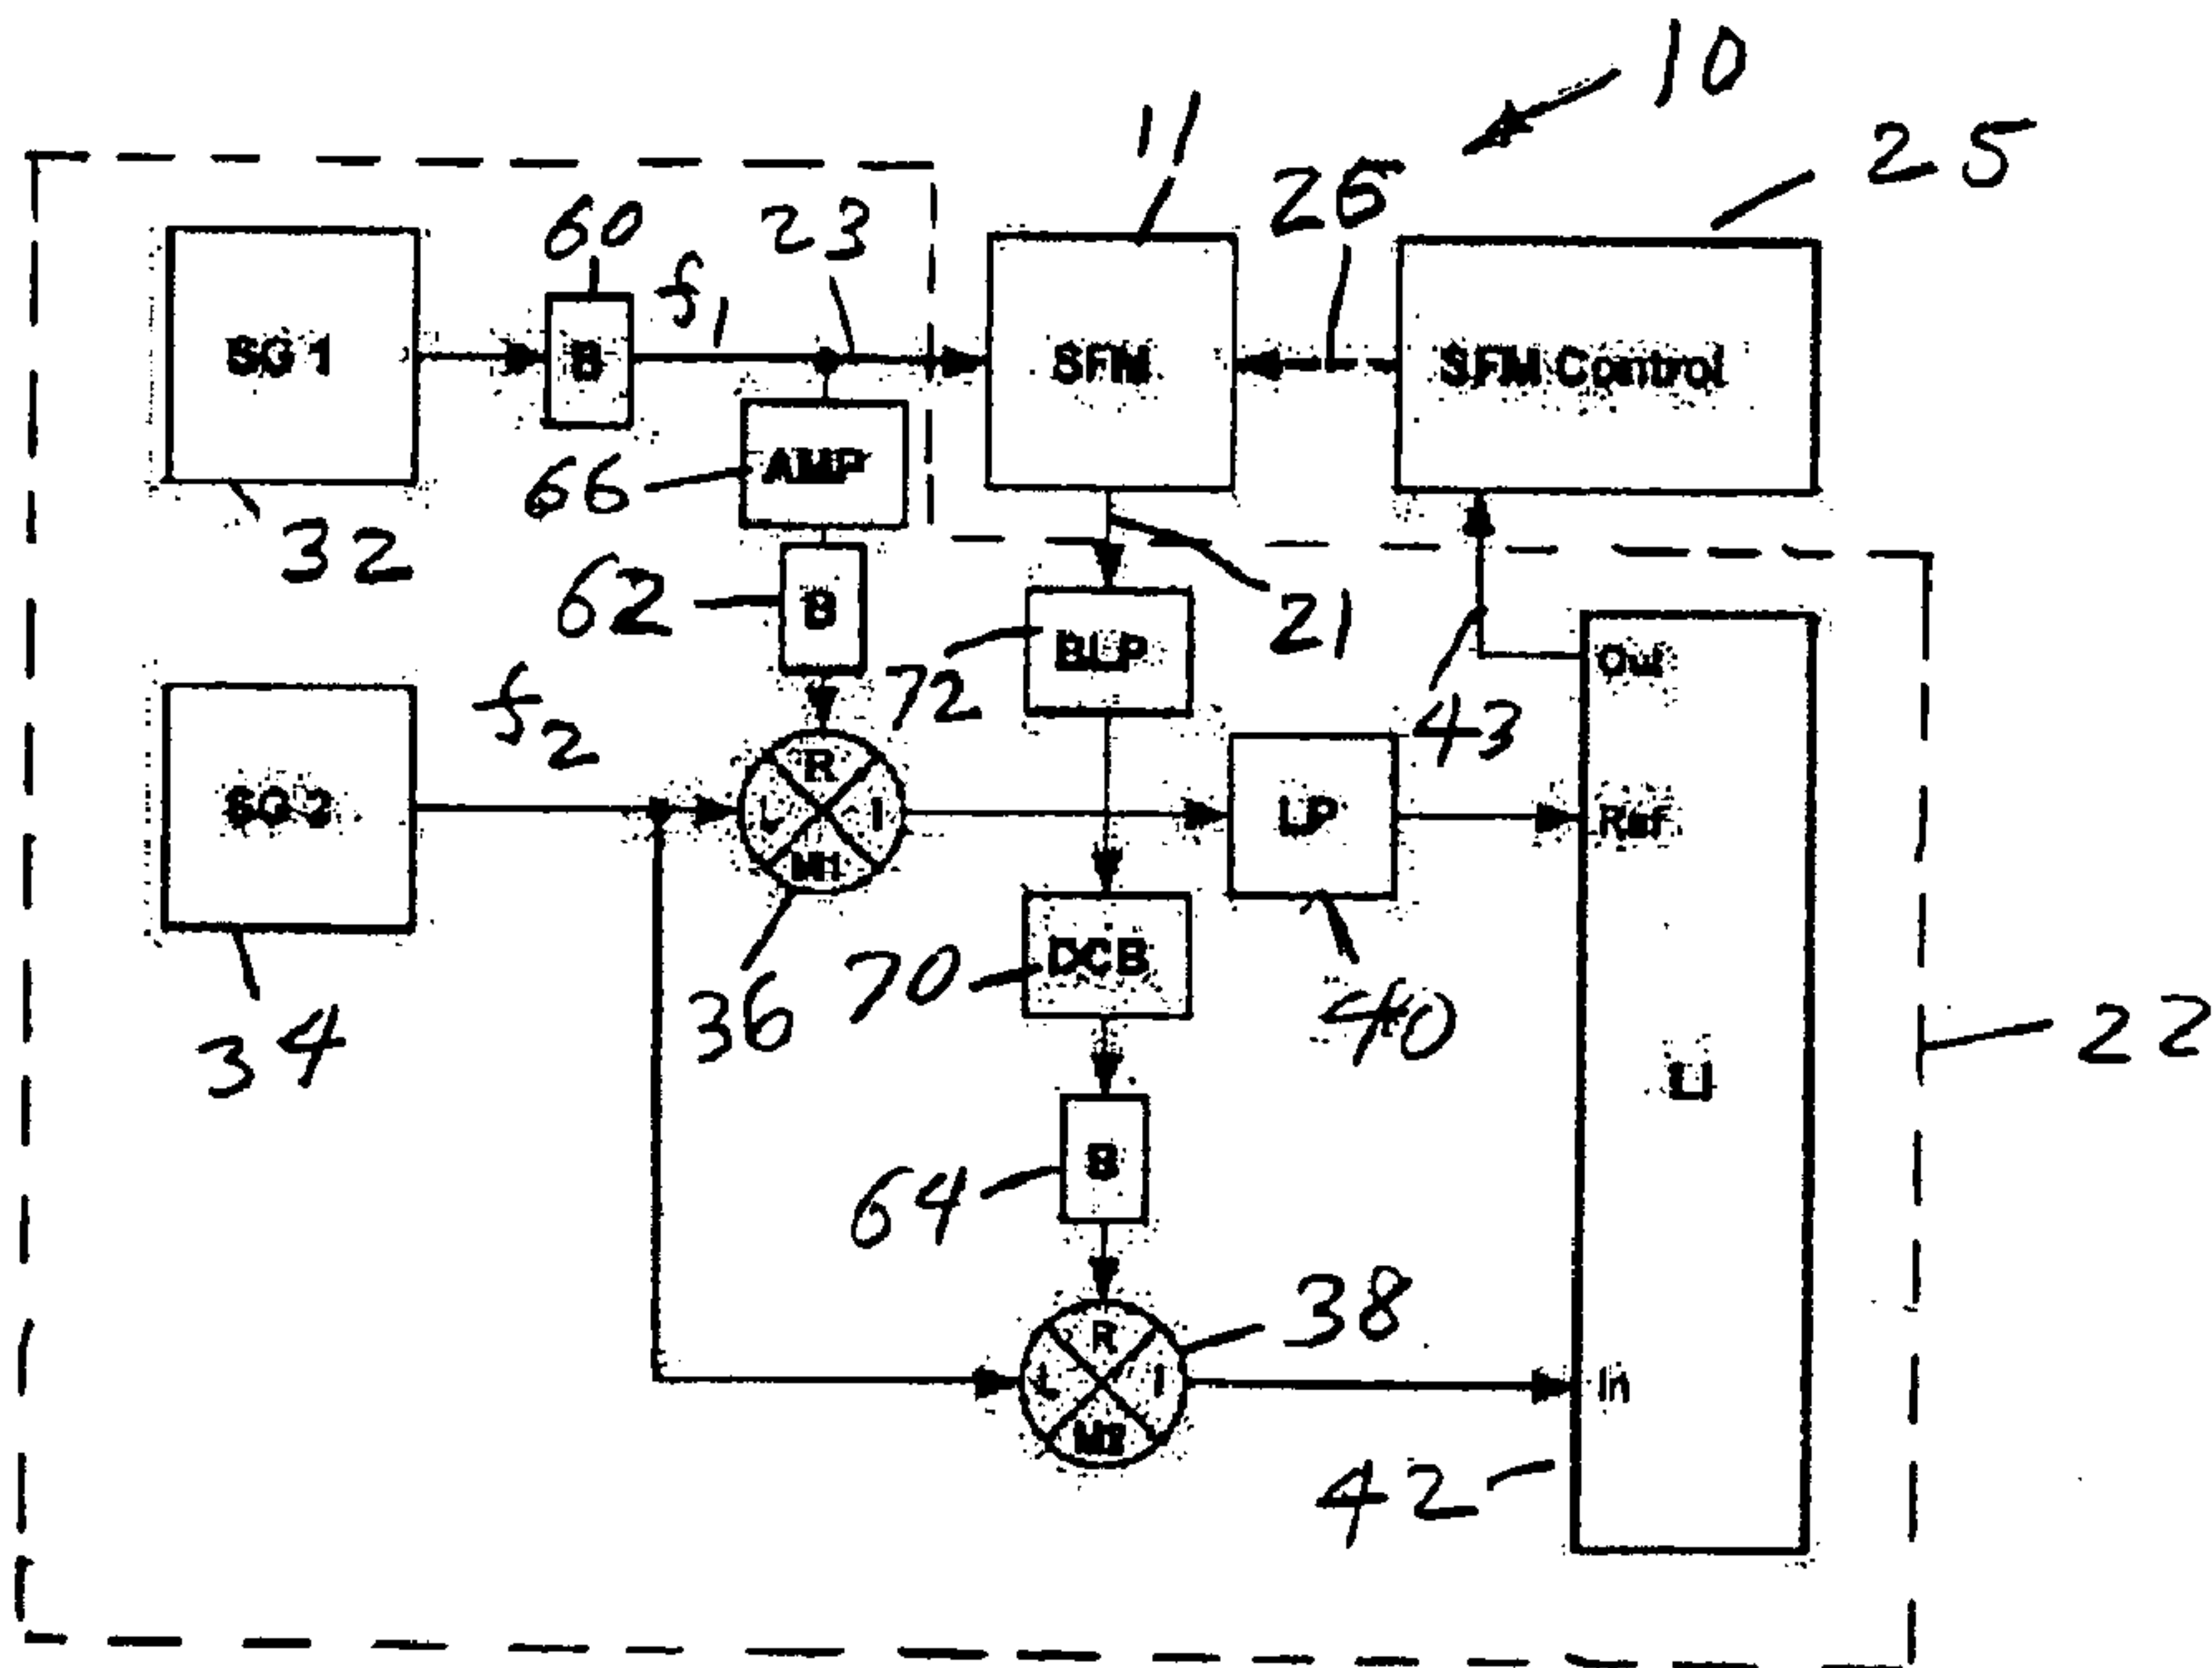 10
11
25
26
60
f1
23
SG 1
B
SFM
SFM Control
AMP
66
32
62
B
21
BLP
72
Out
43
f2
SG 2
R
L
I
M1
LP
Ref
36
70
DCB
40
34
22
LI
B
64
38
R
L
I
M2
In
42